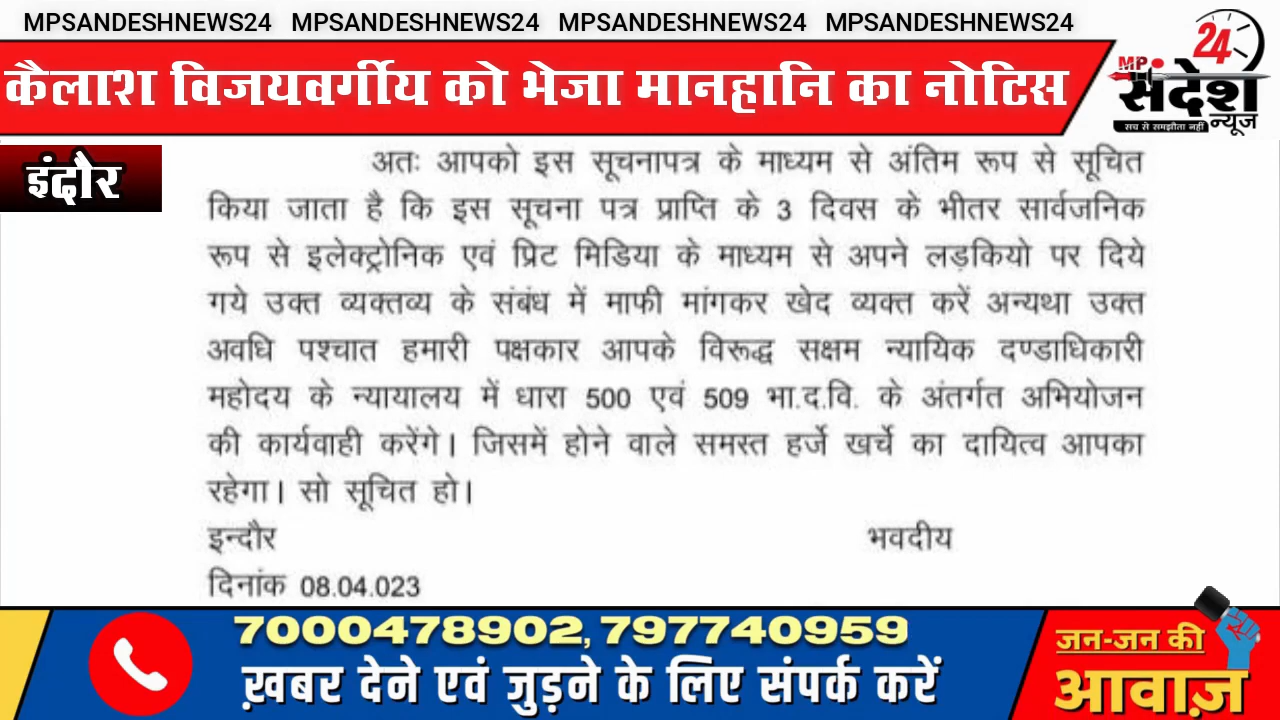 MPSANDESHNEWS24 MPSANDESHNEWS24 MPSANDESHNEWS24 MPSANDESHNEWS24
कैलाश विजयवर्गीय को भेजा मानहानि का नोटिस
24
MP
संदेश
सच से समझौता नहीं न्यूज
इंदौर
अतः आपको इस सूचनापत्र के माध्यम से अंतिम रूप से सूचित
किया जाता है कि इस सूचना पत्र प्राप्ति के 3 दिवस के भीतर सार्वजनिक
रूप से इलेक्ट्रोनिक एवं प्रिट मिडिया के माध्यम से अपने लड़कियो पर दिये
गये उक्त व्यक्तव्य के संबंध में माफी मांगकर खेद व्यक्त करें अन्यथा उक्त
अवधि पश्चात हमारी पक्षकार आपके विरूद्ध सक्षम न्यायिक दण्डाधिकारी
महोदय के न्यायालय में धारा 500 एवं 509 भा.द.वि. के अंतर्गत अभियोजन
की कार्यवाही करेंगे। जिसमें होने वाले समस्त हर्जे खर्चे का दायित्व आपका
रहेगा। सो सूचित हो।
इन्दौर भवदीय
दिनांक 08.04.023
7000478902, 797740959
ख़बर देने एवं जुड़ने के लिए संपर्क करें
जन-जन की
आवाज़